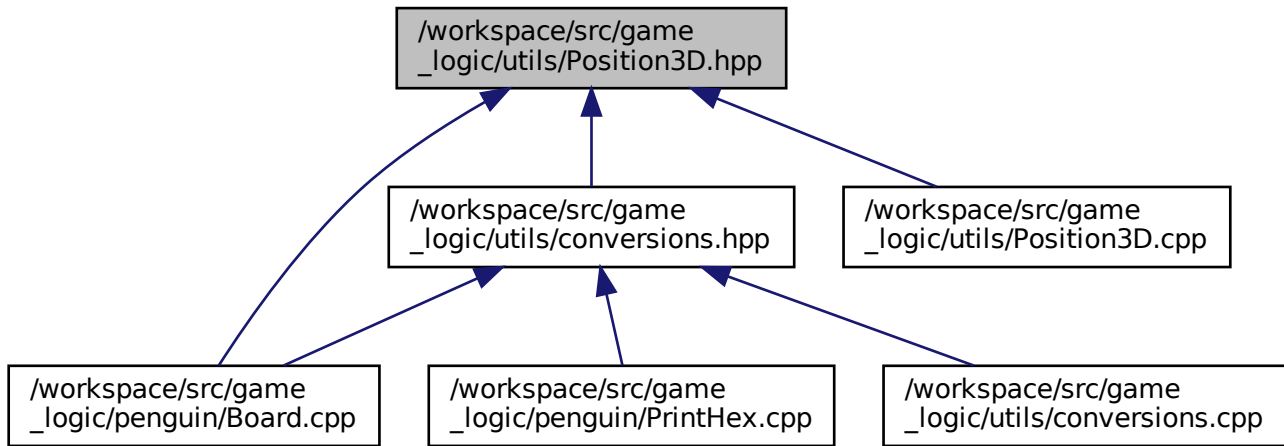 /workspace/src/game
_logic/utils/Position3D.hpp
/workspace/src/game
_logic/utils/conversions.hpp
/workspace/src/game
_logic/utils/Position3D.cpp
/workspace/src/game
_logic/penguin/Board.cpp
/workspace/src/game
_logic/penguin/PrintHex.cpp
/workspace/src/game
_logic/utils/conversions.cpp